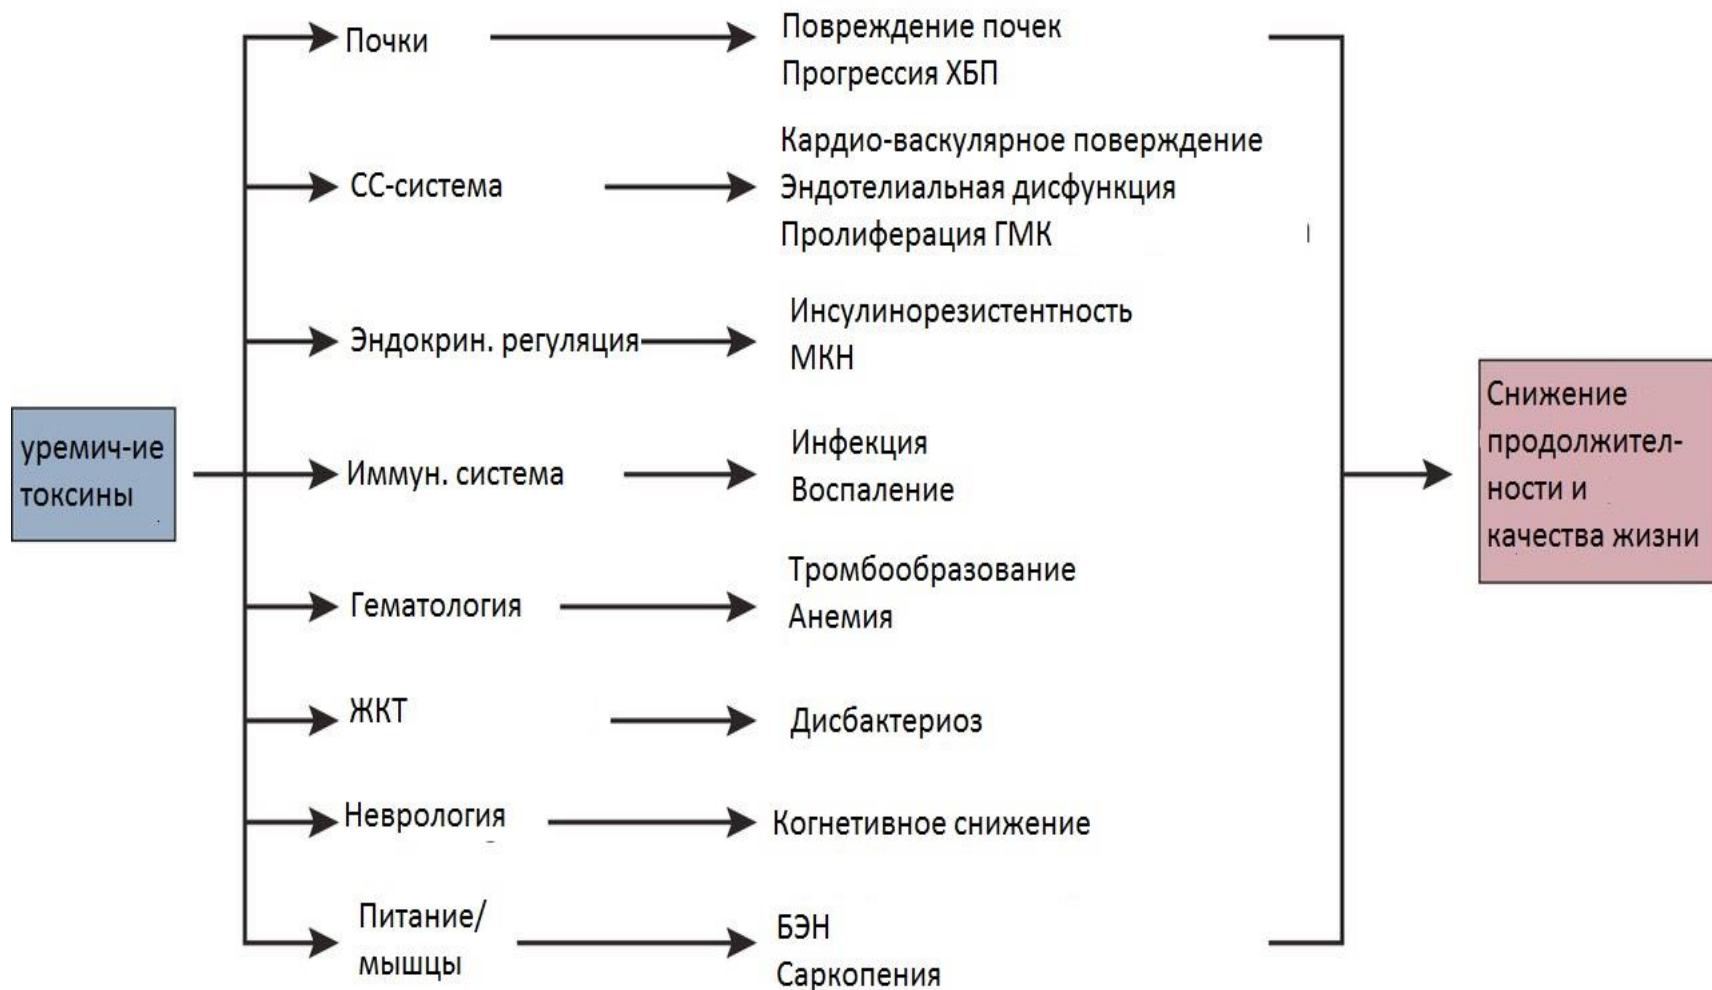 Почки
Повреждение почек
Прогрессия ХБП
СС-система
Кардио-васкулярное поверждение
Эндотелиальная дисфункция
Пролиферация ГМК
Эндокрин. регуляция
Инсулинорезистентность
МКН
уремич-ие
токсины
Иммун. система
Инфекция
Воспаление
Снижение
продолжител-
ности и
качества жизни
Гематология
Тромбообразование
Анемия
ЖКТ
Дисбактериоз
Неврология
Когнетивное снижение
Питание/
мышцы
БЭН
Саркопения